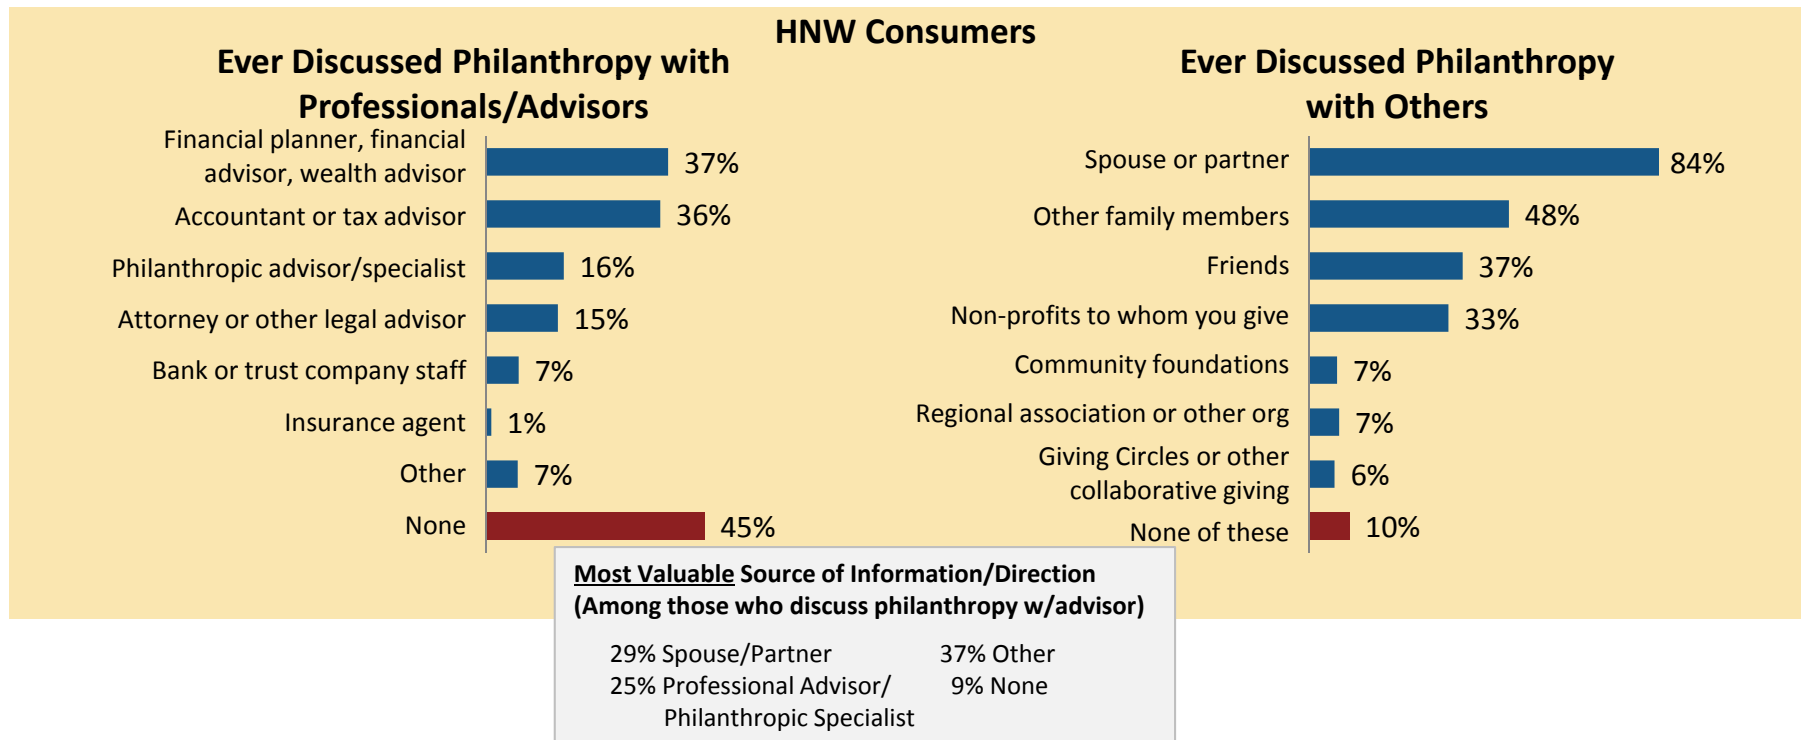 HNW Consumers
Ever Discussed Philanthropy with
Professionals/Advisors
Financial planner, financial
advisor, wealth advisor
37%
Accountant or tax advisor
36%
Philanthropic advisor/specialist
16%
Attorney or other legal advisor
15%
Bank or trust company staff
7%
Insurance agent
1%
Other
7%
None
45%
Ever Discussed Philanthropy
with Others
Spouse or partner
84%
Other family members
48%
Friends
37%
Non-profits to whom you give
33%
Community foundations
7%
Regional association or other org
7%
Giving Circles or other
collaborative giving
6%
None of these
10%
Most Valuable Source of Information/Direction
(Among those who discuss philanthropy w/advisor)
29% Spouse/Partner
25% Professional Advisor/
Philanthropic Specialist
37% Other
9% None